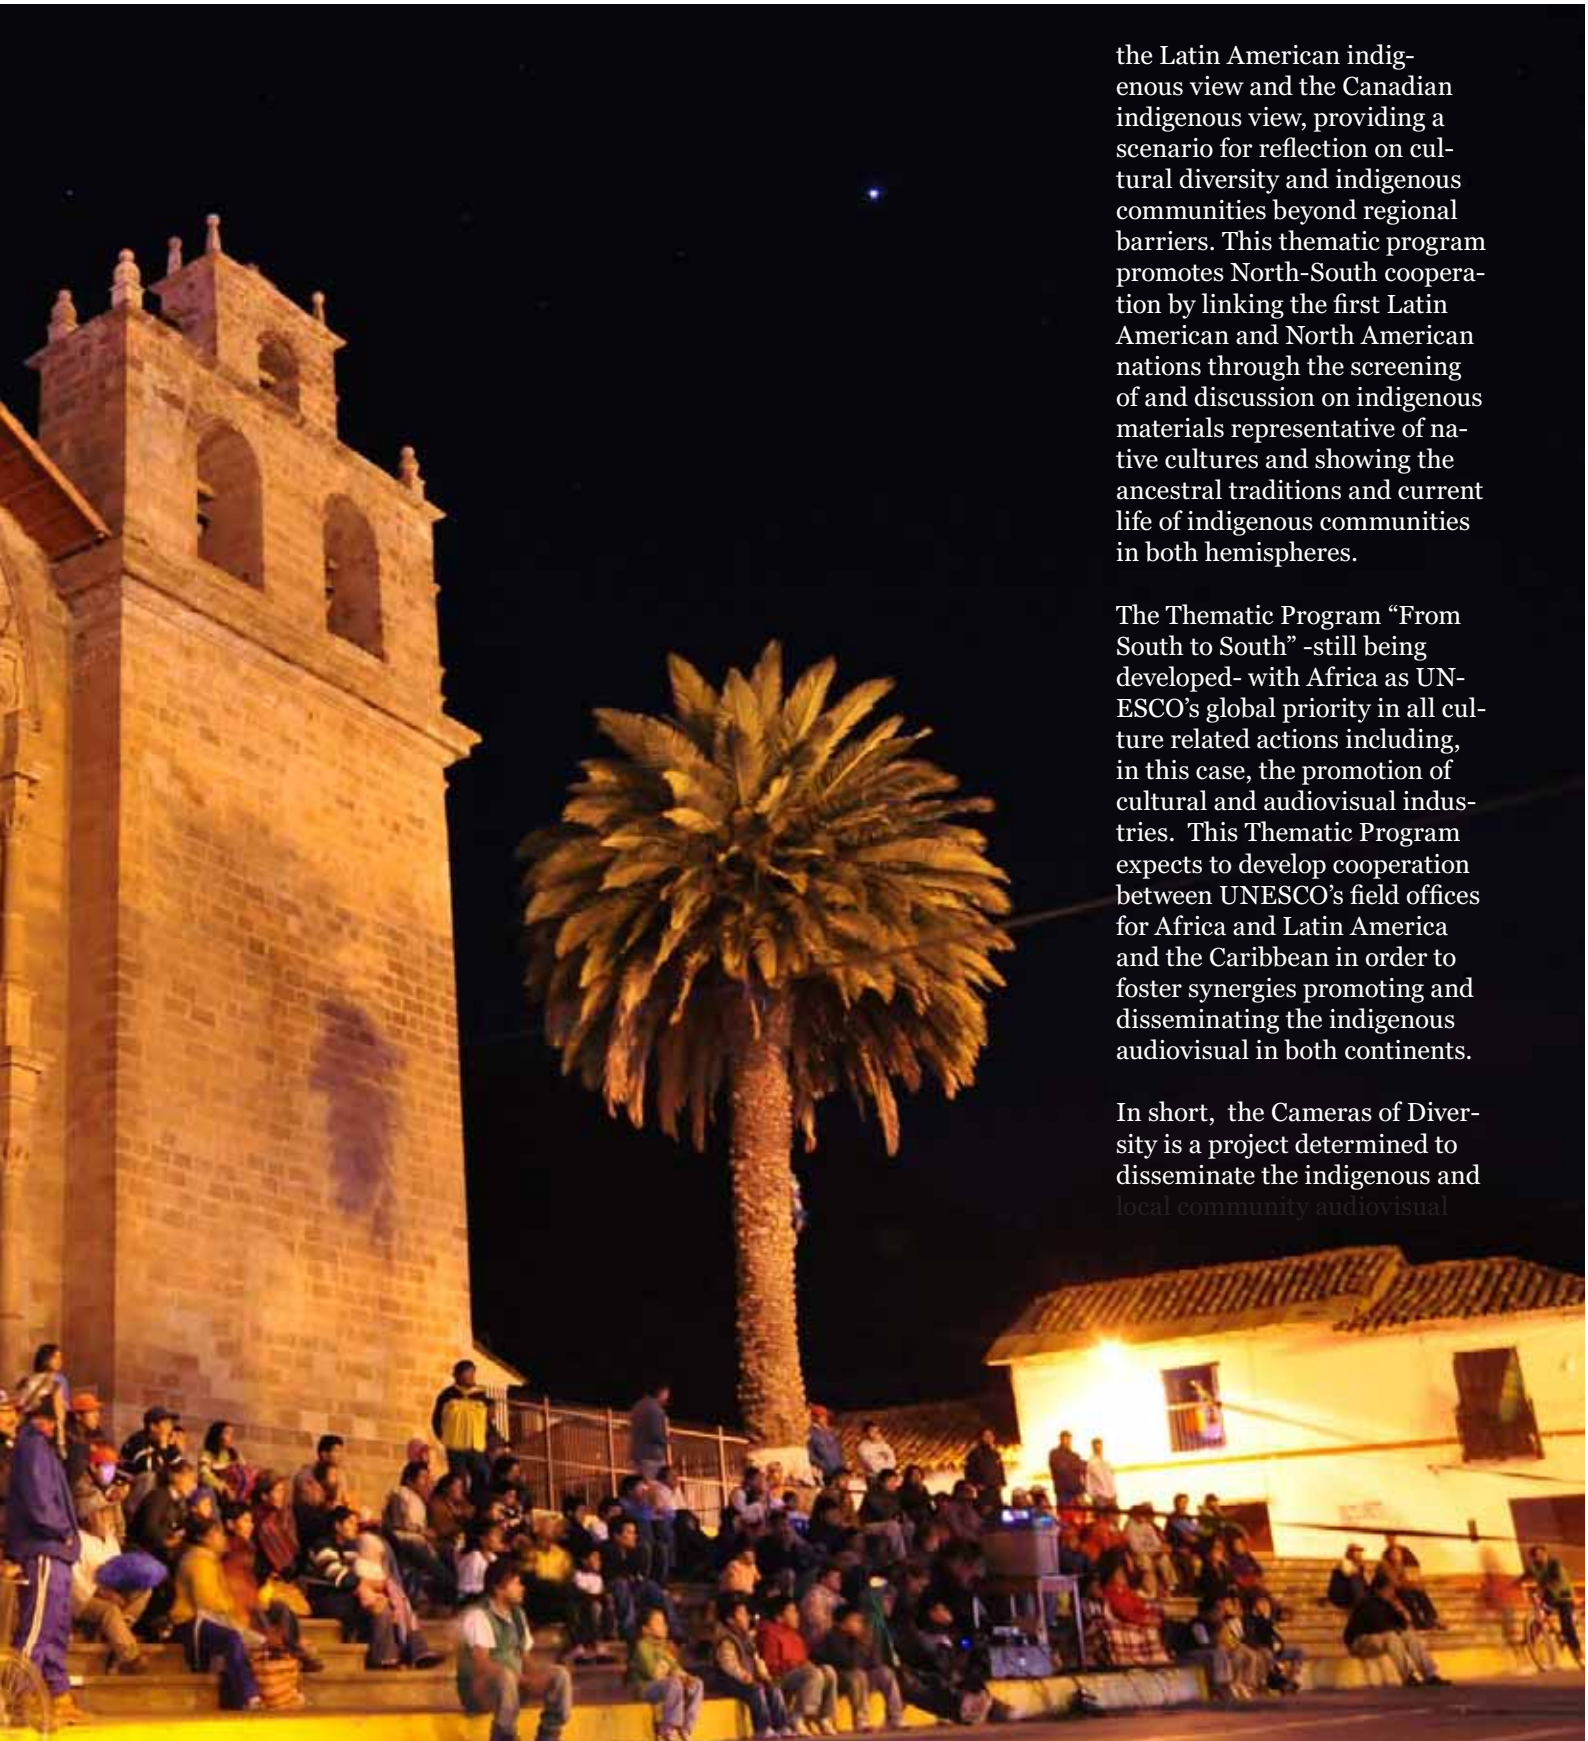 the Latin American indig-
enous view and the Canadian
indigenous view, providing a
scenario for reflection on cul-
tural diversity and indigenous
communities beyond regional
barriers. This thematic program
promotes North-South coopera-
tion by linking the first Latin
American and North American
nations through the screening
of and discussion on indigenous
materials representative of na-
tive cultures and showing the
ancestral traditions and current
life of indigenous communities
in both hemispheres.

The Thematic Program “From
South to South” -still being
developed- with Africa as UN-
ESCO’s global priority in all cul-
ture related actions including,
in this case, the promotion of
cultural and audiovisual indus-
tries.  This Thematic Program
expects to develop cooperation
between UNESCO’s field offices
for Africa and Latin America
and the Caribbean in order to
foster synergies promoting and
disseminating the indigenous
audiovisual in both continents.

In short,  the Cameras of Diver-
sity is a project determined to
disseminate the indigenous and
local community audiovisual